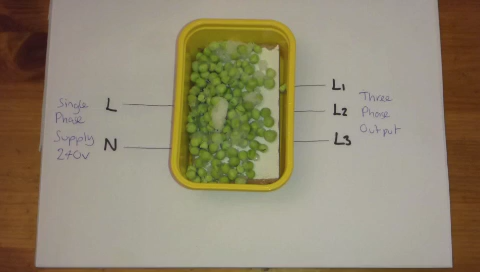 Single
Phase
L
Supply
240v
N
L1
L2
L3
Three
Phase
Output